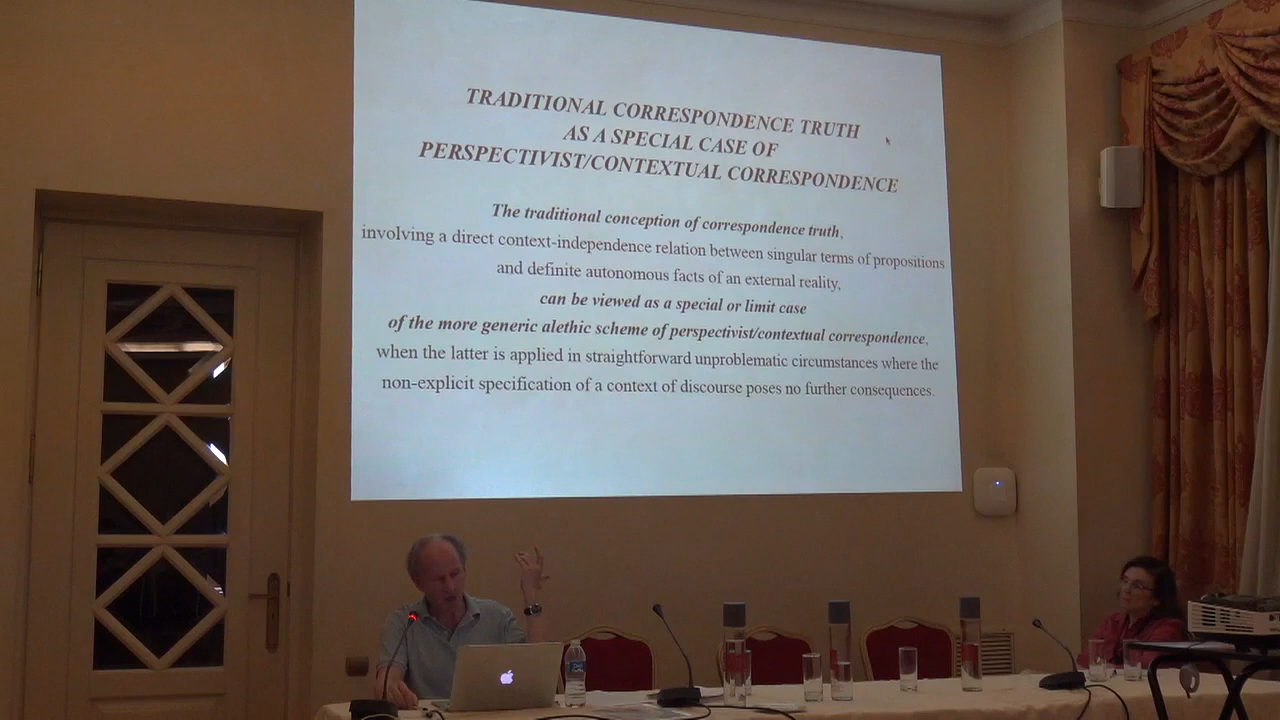 TRADITIONAL CORRESPONDENCE TRUTH
AS A SPECIAL CASE OF
PERSPECTIVIST/CONTEXTUAL CORRESPONDENCE
The traditional conception of correspondence truth,
involving a direct context-independence relation between singular terms of propositions
and definite autonomous facts of an external reality,
can be viewed as a special or limit case
of the more generic alethic scheme of perspectivist/contextual correspondence,
when the latter is applied in straightforward unproblematic circumstances where the
non-explicit specification of a context of discourse poses no further consequences.